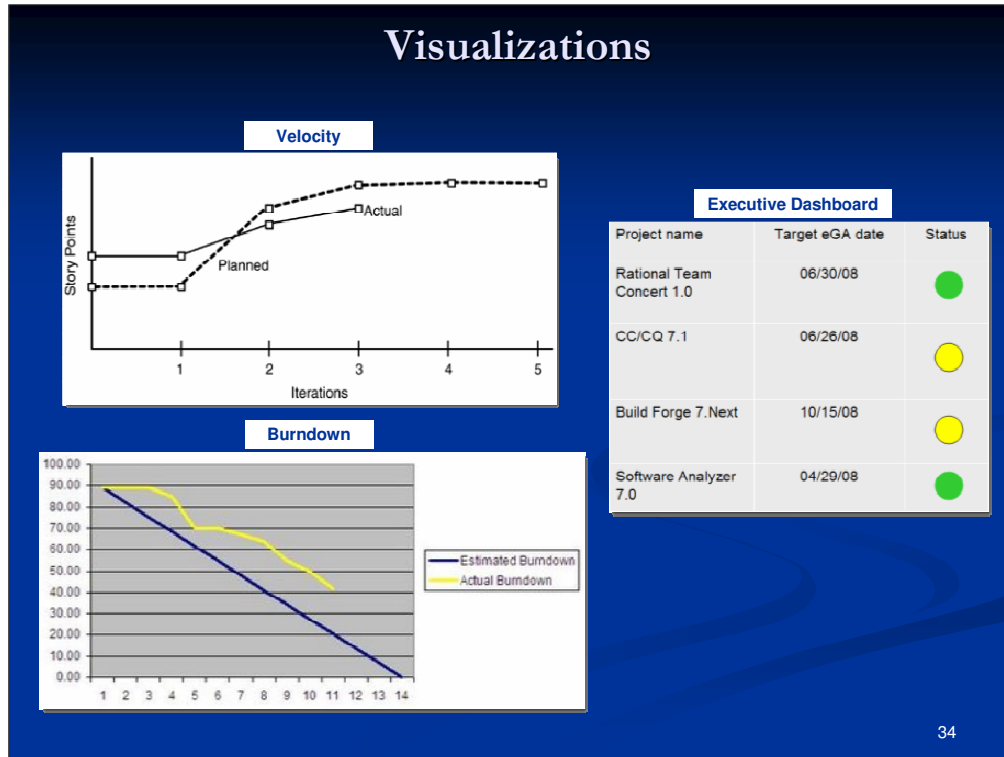 Visualizations
Velocity
Story Points
Actual
Planned
1 2 3 4 5
Iterations
Burndown
100.00
90.00
80.00
70.00
60.00
50.00
40.00
30.00
20.00
10.00
0.00
1 2 3 4 5 6 7 8 9 10 11 12 13 14
Estimated Burndown
Actual Burndown
Executive Dashboard
Project name Target eGA date Status
Rational Team 06/30/08
Concert 1.0
CC/CQ 7.1 06/26/08
Build Forge 7.Next 10/15/08
Software Analyzer 04/29/08
7.0
34